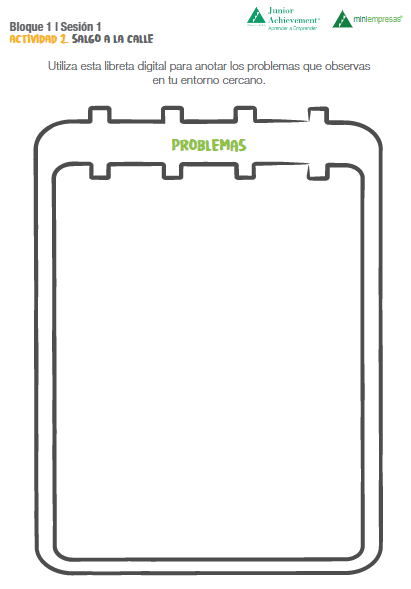 Bloque 1 | Sesión 1
ACTIVIDAD 2. SALGO A LA CALLE
Junior
Achievement®
Aprender a Emprender
miniempresas®
Utiliza esta libreta digital para anotar los problemas que observas
en tu entorno cercano.
PROBLEMAS